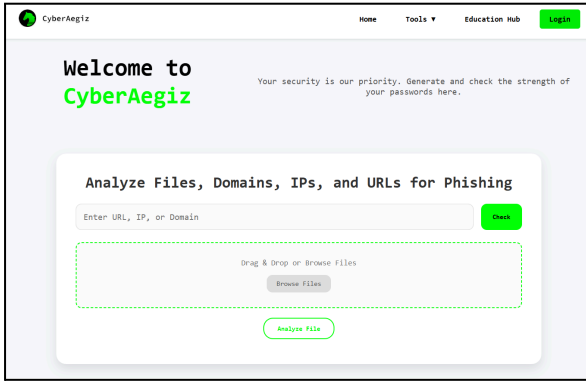 CyberAegiz
Home
Tools ▼
Education Hub
Login
Welcome to
CyberAegiz
Your security is our priority. Generate and check the strength of
your passwords here.
Analyze Files, Domains, IPs, and URLs for Phishing
Enter URL, IP, or Domain
Check
Drag & Drop or Browse Files
Browse Files
Analyze File